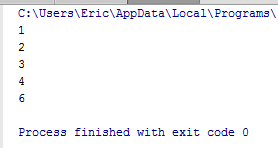 C:\Users\Eric\AppData\Local\Programs\
1
2
3
4
6
Process finished with exit code 0